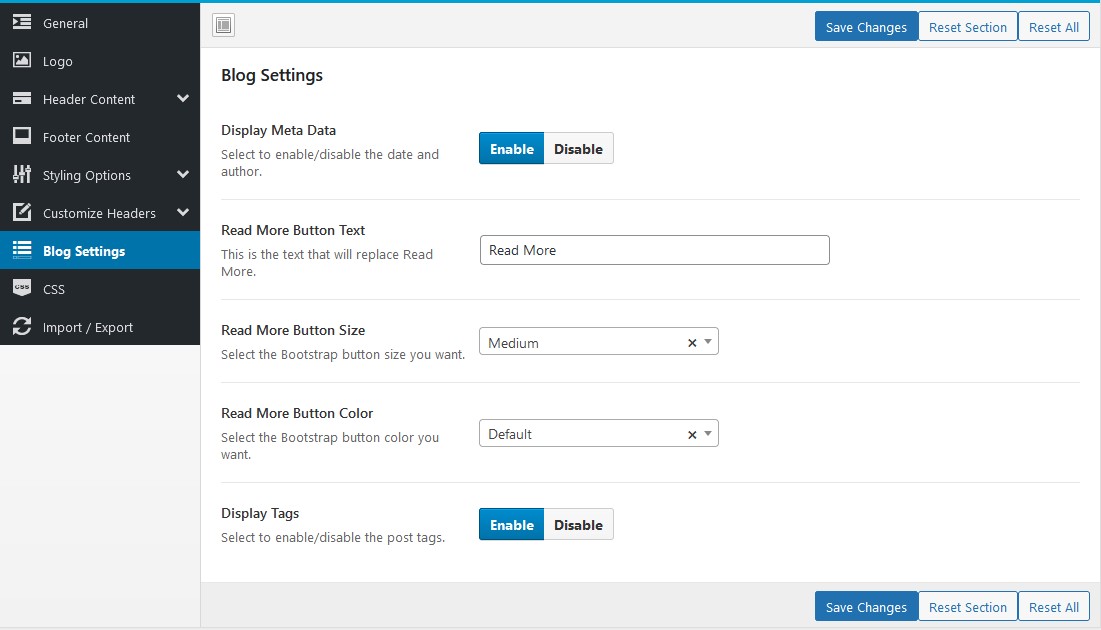 General
Logo
Header Content
Footer Content
Styling Options
Customize Headers
Blog Settings
CSS
CSS
Import / Export
Save Changes Reset Section Reset All
Blog Settings
Display Meta Data
Select to enable/disable the date and
author.
Enable Disable
Read More Button Text
This is the text that will replace Read
More.
Read More
Read More Button Size
Select the Bootstrap button size you want.
Medium ×
Read More Button Color
Select the Bootstrap button color you
want.
Default ×
Display Tags
Select to enable/disable the post tags.
Enable Disable
Save Changes Reset Section Reset All